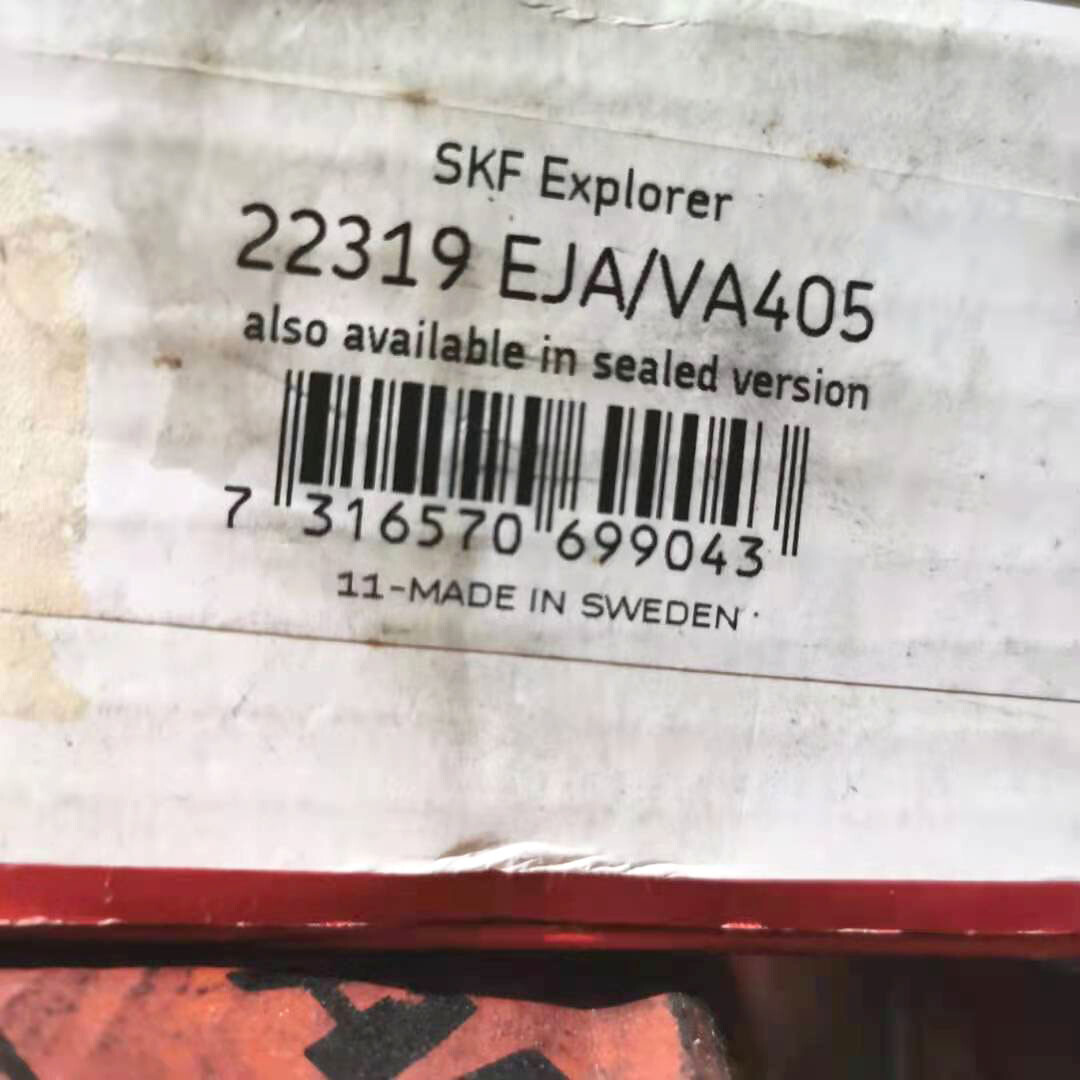 SKF Explorer
22319 EJA/VA405
also available in sealed version
7 316570 699043
11-MADE IN SWEDEN ·